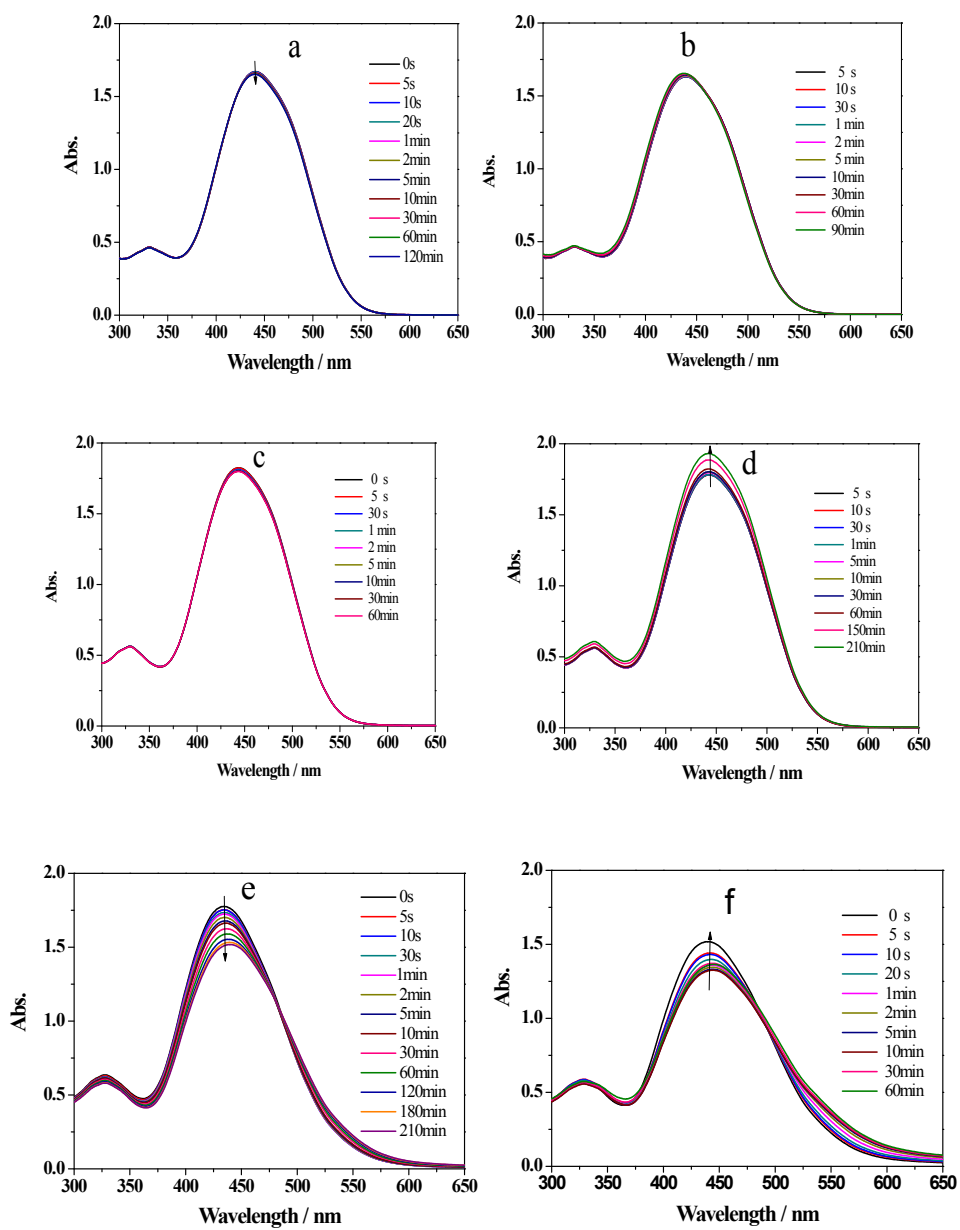 a
2.0
1.5
1.0
0.5
0.0
Abs.
300 350 400 450 500 550 600 650
Wavelength / nm
0s
5s
10s
20s
1min
2min
5min
10min
30min
60min
120min
b
2.0
1.5
1.0
0.5
0.0
Abs.
300 350 400 450 500 550 600 650
Wavelength / nm
5 s
10 s
30 s
1 min
2 min
5 min
10min
30min
60min
90min
c
2.0
1.5
1.0
0.5
0.0
Abs.
300 350 400 450 500 550 600 650
Wavelength / nm
0 s
5 s
30 s
1 min
2 min
5 min
10min
30min
60min
d
2.0
1.5
1.0
0.5
0.0
Abs.
300 350 400 450 500 550 600 650
Wavelength / nm
5 s
10 s
30 s
1min
5min
10min
30min
60min
150min
210min
e
2.0
1.5
1.0
0.5
0.0
Abs.
300 350 400 450 500 550 600 650
Wavelength / nm
0s
5s
10s
30s
1min
2min
5min
10min
30min
60min
120min
180min
210min
f
2.0
1.5
1.0
0.5
0.0
Abs.
300 350 400 450 500 550 600 650
Wavelength / nm
0 s
5 s
10 s
20 s
1min
2min
5min
10min
30min
60min